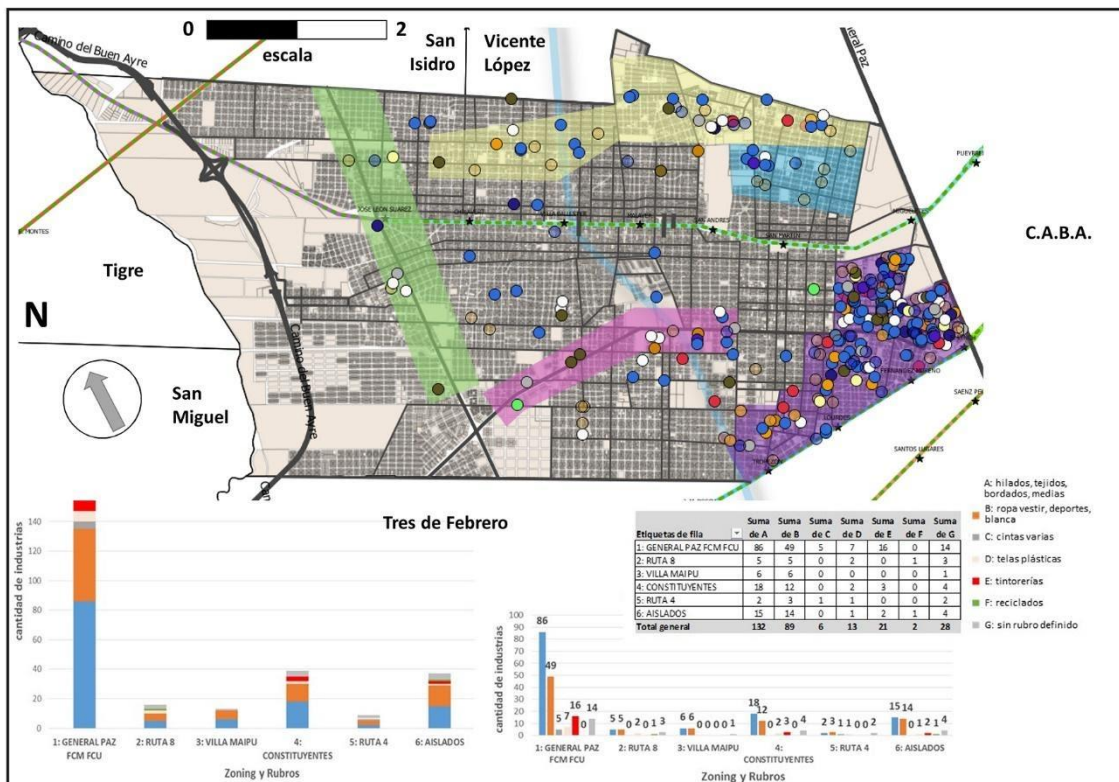 0 2
escala
San
Isidro
Vicente
López
Camino del Buen Ayre
General Paz
C.A.B.A.
PUEYRRE
JOSE LEON SUAREZ
SAN ANDRES
SAN MARTIN
MIGUELETE
Tigre
N
San
Miguel
Camino del Buen Ayre
Can
FERNANDEZ MORENO
SAENZ PEÑ
LOURDES
TROPEZON
SANTOS LUGARES
Tres de Febrero
cantidad de industrias
140
120
100
80
60
40
20
0
1: GENERAL PAZ
FCM FCU
2: RUTA 8
3: VILLA MAIPU
4:
CONSTITUYENTES
5: RUTA 4
6: AISLADOS
Zoning y Rubros
Etiquetas de fila Suma de A Suma de B Suma de C Suma de D Suma de E Suma de F Suma de G
1: GENERAL PAZ FCM FCU 86 49 5 7 16 0 14
2: RUTA 8 5 5 0 2 0 1 3
3: VILLA MAIPU 6 6 0 0 0 0 1
4: CONSTITUYENTES 18 12 0 2 3 0 4
5: RUTA 4 2 3 1 1 0 0 2
6: AISLADOS 15 14 0 1 2 1 4
Total general 132 89 6 13 21 2 28
A: hilados, tejidos,
bordados, medias
B: ropa vestir, deportes,
blanca
C: cintas varias
D: telas plásticas
E: tintorerías
F: reciclados
G: sin rubro definido
cantidad de industrias
100
90
80
70
60
50
40
30
20
10
0
86 49 5 7 16 0 14
5 5 0 2 0 1 3
6 6 0 0 0 0 1
18 12 0 2 3 0 4
2 3 1 1 0 0 2
15 14 0 1 2 1 4
1: GENERAL PAZ
FCM FCU
2: RUTA 8
3: VILLA MAIPU
4:
CONSTITUYENTES
5: RUTA 4
6: AISLADOS
Zoning y Rubros